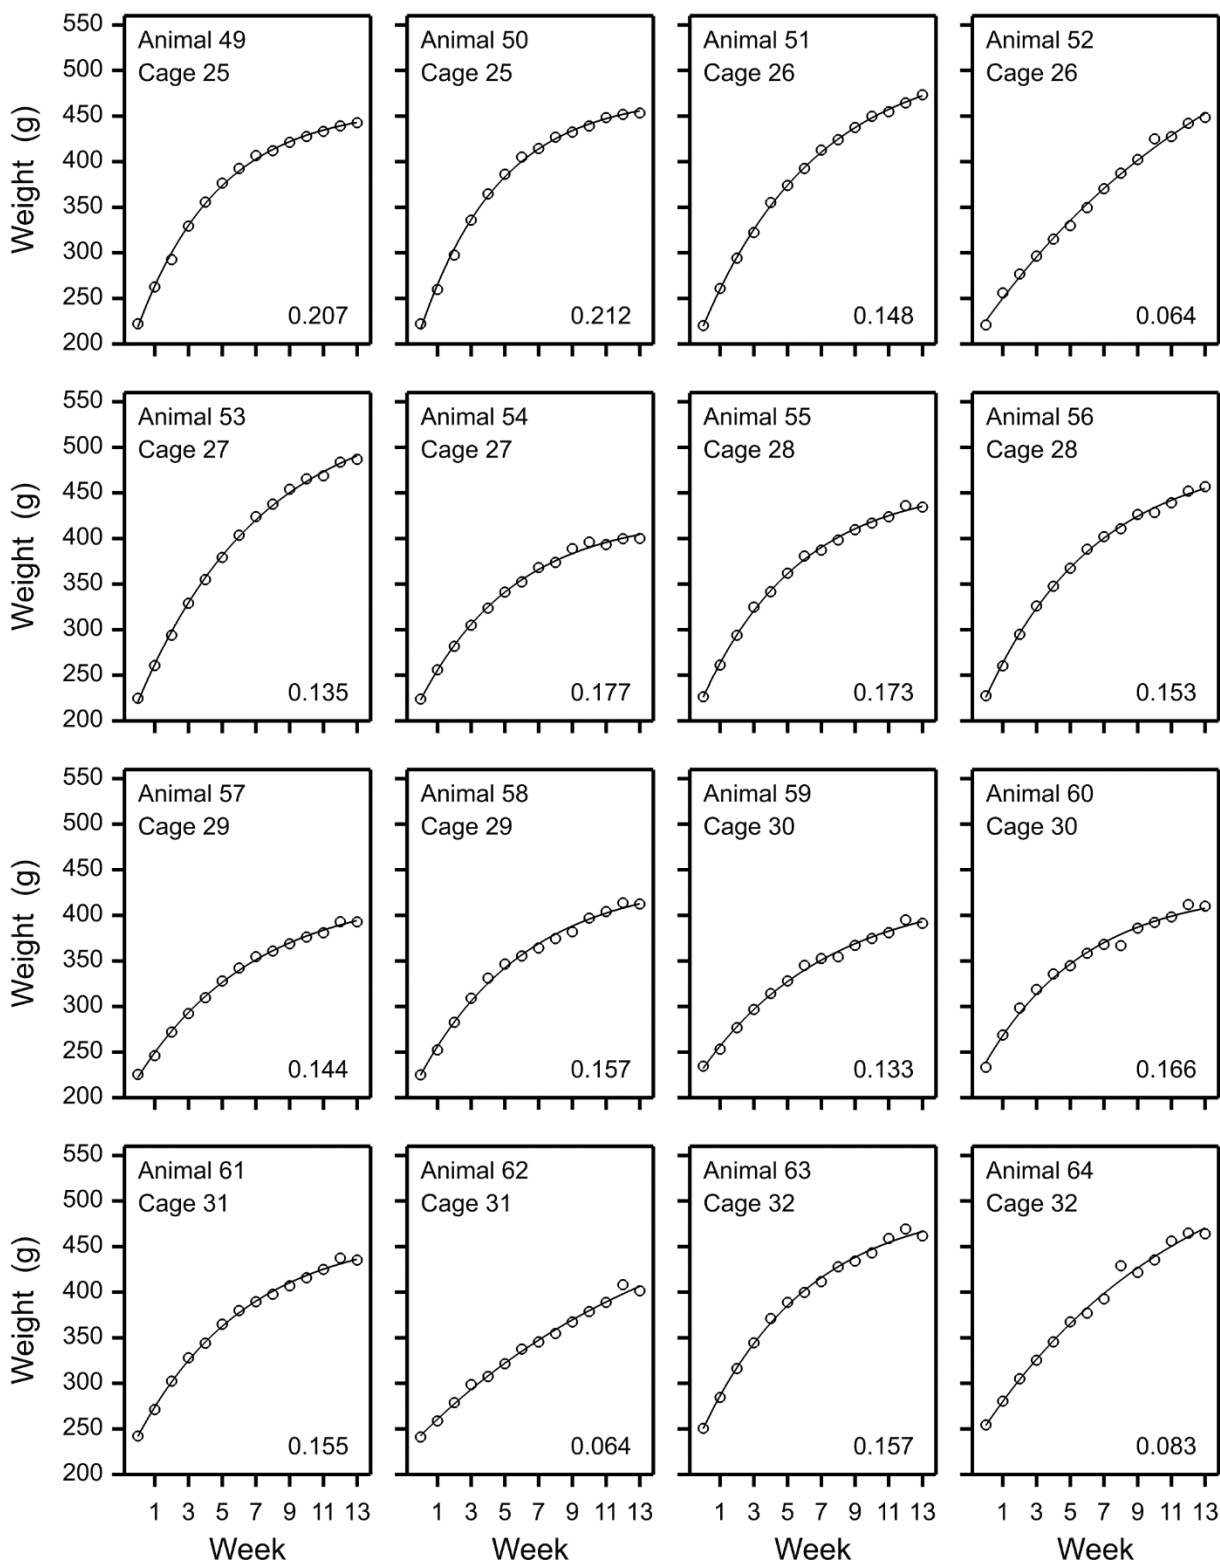 550
500
450
400
350
300
250
200
Weight (g)
Animal 49
Cage 25
0.207
Animal 50
Cage 25
0.212
Animal 51
Cage 26
0.148
Animal 52
Cage 26
0.064
550
500
450
400
350
300
250
200
Weight (g)
Animal 53
Cage 27
0.135
Animal 54
Cage 27
0.177
Animal 55
Cage 28
0.173
Animal 56
Cage 28
0.153
550
500
450
400
350
300
250
200
Weight (g)
Animal 57
Cage 29
0.144
Animal 58
Cage 29
0.157
Animal 59
Cage 30
0.133
Animal 60
Cage 30
0.166
550
500
450
400
350
300
250
200
Weight (g)
Animal 61
Cage 31
0.155
Animal 62
Cage 31
0.064
Animal 63
Cage 32
0.157
Animal 64
Cage 32
0.083
1 3 5 7 9 11 13
1 3 5 7 9 11 13
1 3 5 7 9 11 13
1 3 5 7 9 11 13
Week
Week
Week
Week